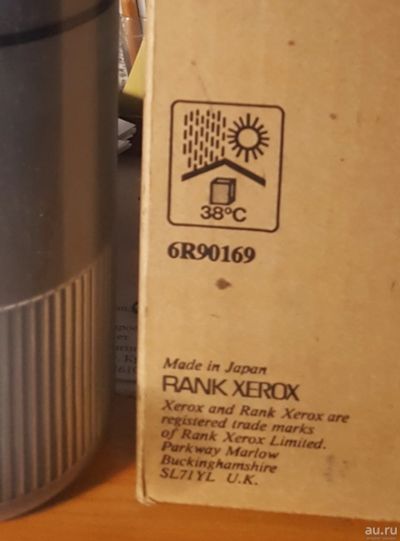 38°C
6R90169
Made in Japan
RANK XEROX
Xerox and Rank Xerox are
registered trade marks
of Rank Xerox Limited.
Parkway Marlow
Buckinghamshire
SL71YL U.K.
au.ru